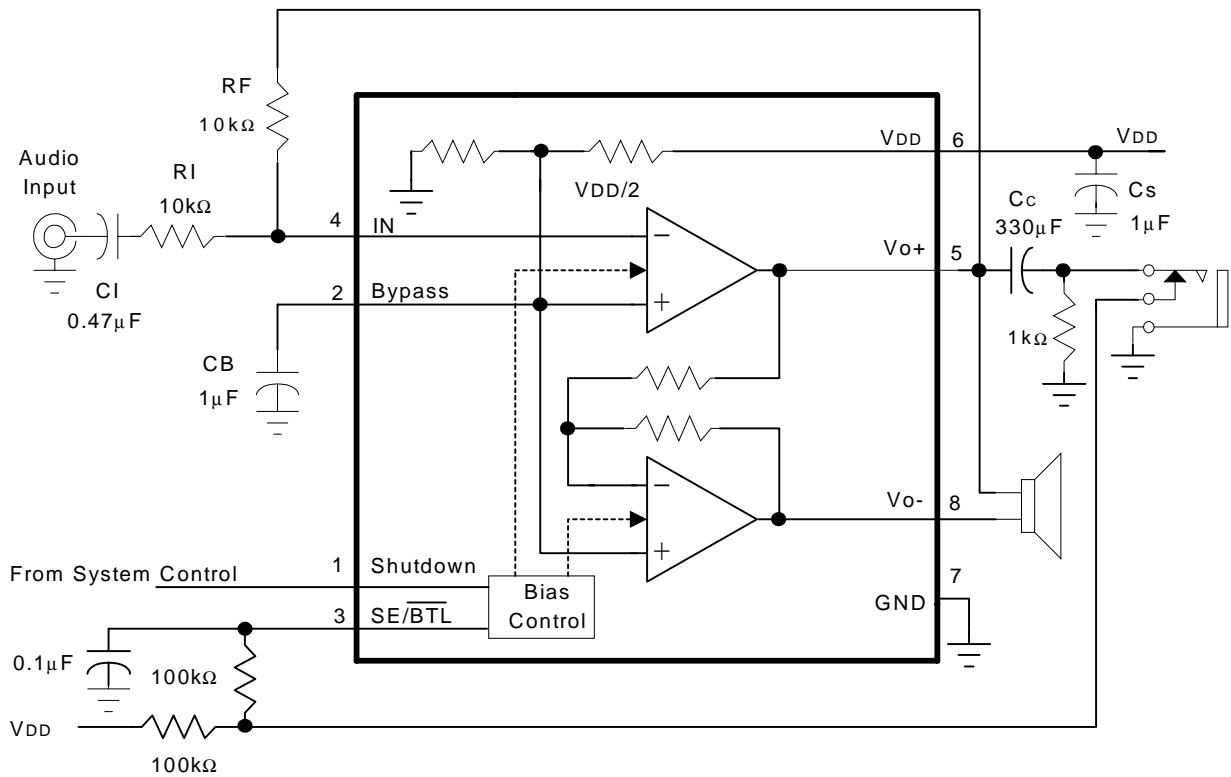 RF
10kΩ
Audio
Input
RI
10kΩ
CI
0.47μF
4
IN
2
Bypass
CB
1μF
VDD/2
VDD
6
VDD
Cs
1μF
Cc
330μF
Vo+
5
1kΩ
−
+
−
+
Vo-
8
7
GND
From System Control
1
Shutdown
3
SE/BTL
Bias
Control
0.1μF
100kΩ
VDD
100kΩ